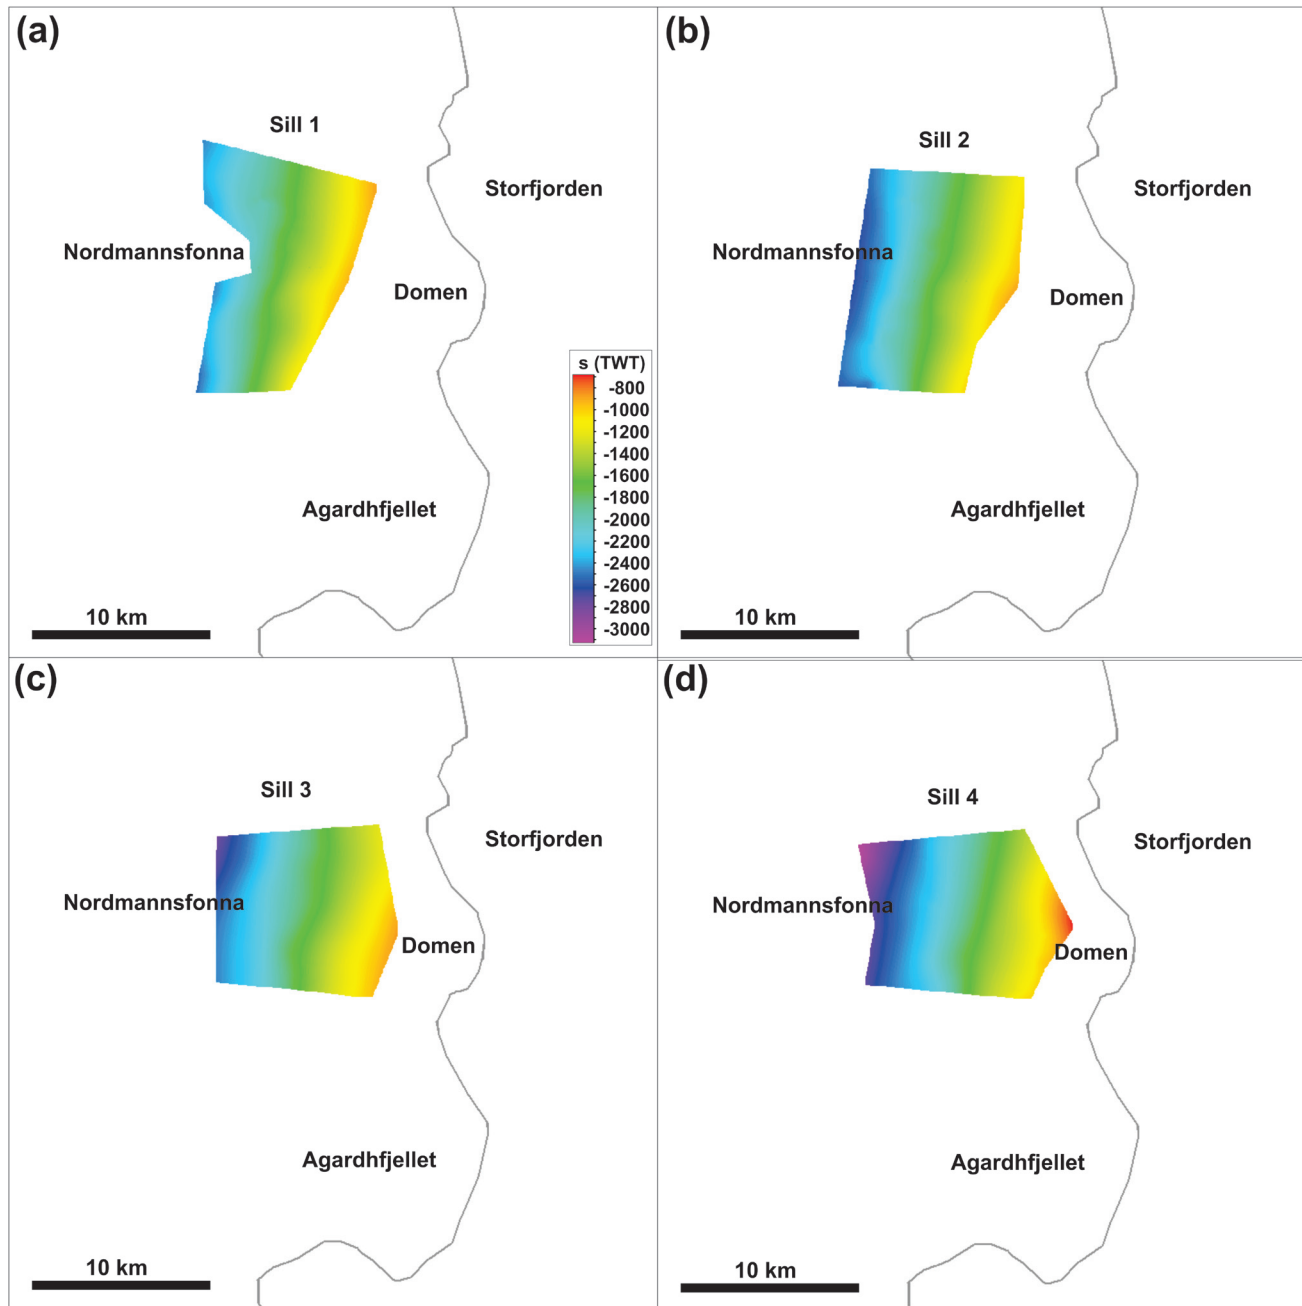 (a)
Sill 1
Storfjorden
Nordmannsfonna
Domen
s (TWT)
-800
-1000
-1200
-1400
-1600
-1800
-2000
-2200
-2400
-2600
-2800
-3000
Agardhfjellet
10 km
(b)
Sill 2
Storfjorden
Nordmannsfonna
Domen
Agardhfjellet
10 km
(c)
Sill 3
Storfjorden
Nordmannsfonna
Domen
Agardhfjellet
10 km
(d)
Sill 4
Storfjorden
Nordmannsfonna
Domen
Agardhfjellet
10 km